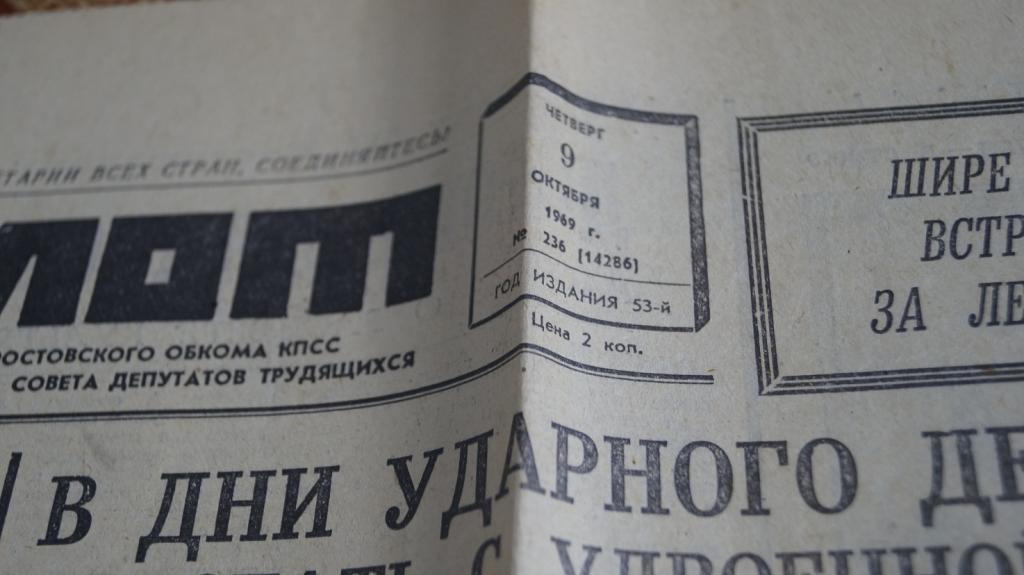 ТАРИИ ВСЕХ СТРАН, СОЕДИНЯЙТЕСЬ!
МОТ
РОСТОВСКОГО ОБКОМА КПСС
СОВЕТА ДЕПУТАТОВ ТРУДЯЩИХСЯ
ЧЕТВЕРГ
9
ОКТЯБРЯ
1969 г.
№ 236 [14286]
ГОД ИЗДАНИЯ 53-й
Цена 2 коп.
ШИРЕ
ВСТР
ЗА ЛЕ
В ДНИ УДАРНОГО ДЕ